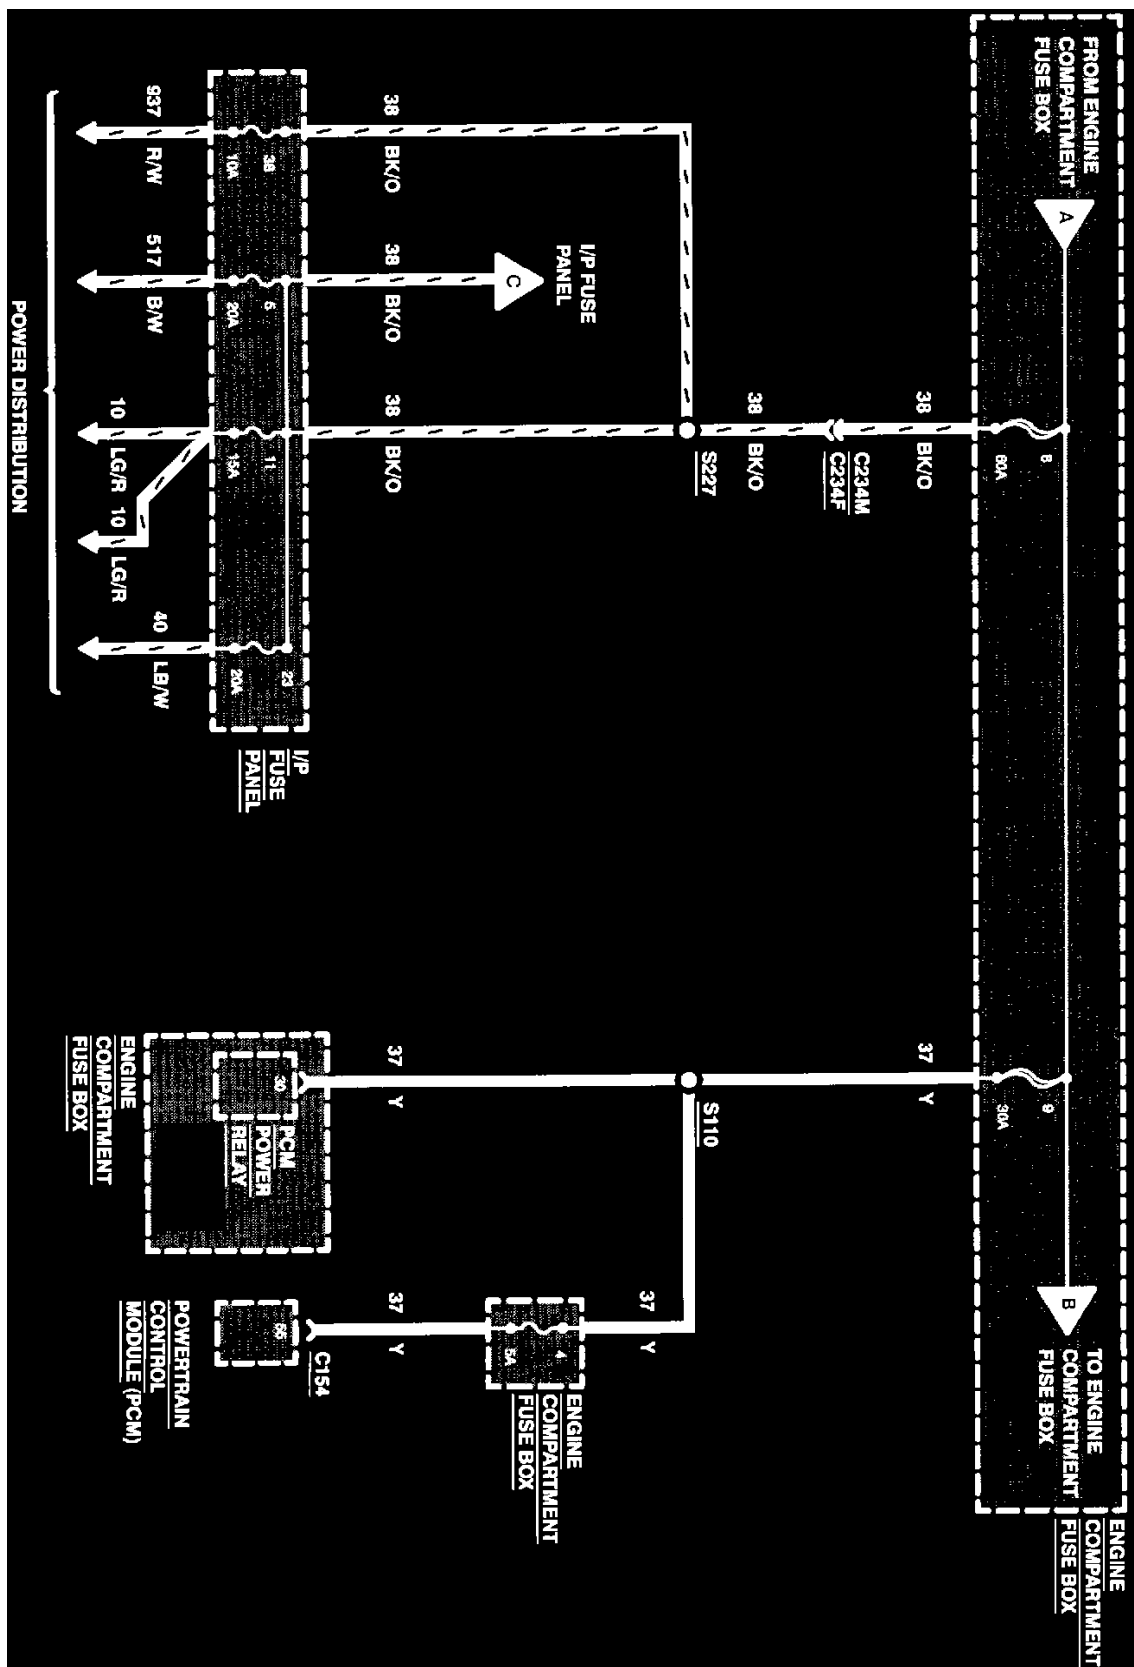 FROM ENGINE
COMPARTMENT
FUSE BOX
A
8
60A
9
30A
B
TO ENGINE
COMPARTMENT
FUSE BOX
ENGINE
COMPARTMENT
FUSE BOX
38
BK/O
C234M
C234F
38
BK/O
S227
37
Y
S110
I/P FUSE
PANEL
C
37
Y
4
5A
ENGINE
COMPARTMENT
FUSE BOX
38
BK/O
38
BK/O
38
BK/O
37
Y
37
Y
C154
10A
5
20A
11
15A
23
20A
I/P
FUSE
PANEL
30
PCM
POWER
RELAY
ENGINE
COMPARTMENT
FUSE BOX
POWERTRAIN
CONTROL
MODULE (PCM)
937
R/W
517
B/W
10
LG/R
10
LG/R
40
LB/W
POWER DISTRIBUTION